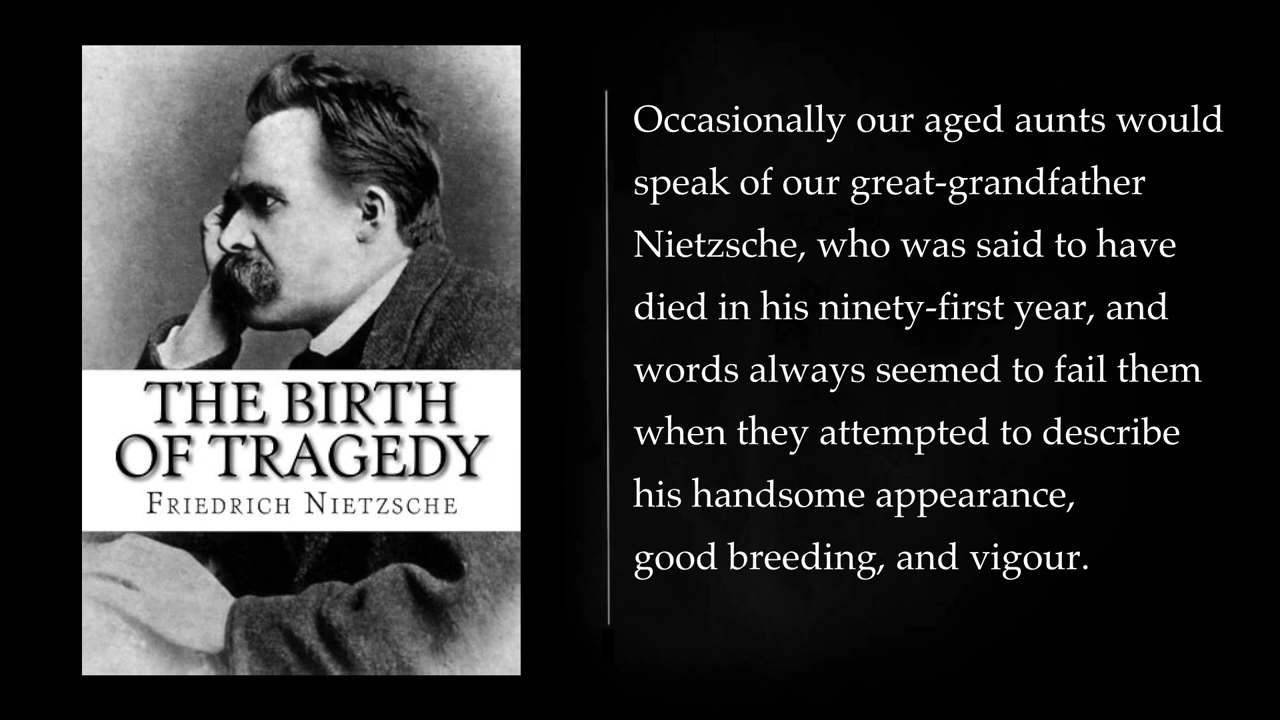 THE BIRTH
OF TRAGEDY
FRIEDRICH NIETZSCHE
Occasionally our aged aunts would
speak of our great-grandfather
Nietzsche, who was said to have
died in his ninety-first year, and
words always seemed to fail them
when they attempted to describe
his handsome appearance,
good breeding, and vigour.